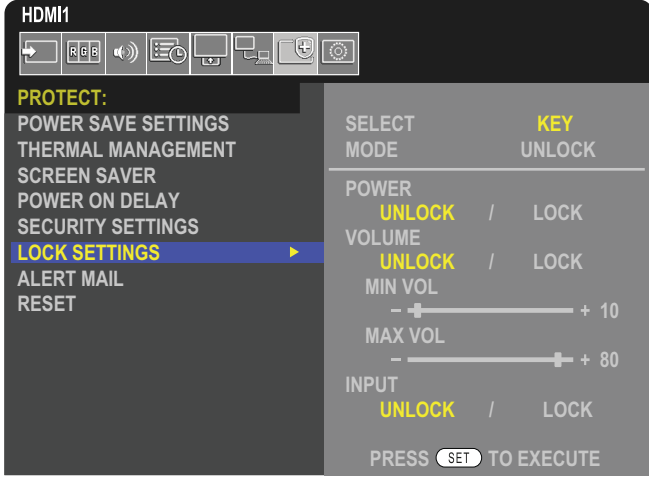 HDMI1
RGB
PROTECT:
POWER SAVE SETTINGS
THERMAL MANAGEMENT
SCREEN SAVER
POWER ON DELAY
SECURITY SETTINGS
LOCK SETTINGS
ALERT MAIL
RESET
SELECT KEY
MODE UNLOCK
POWER
UNLOCK / LOCK
VOLUME
UNLOCK / LOCK
MIN VOL
- + 10
MAX VOL
- + 80
INPUT
UNLOCK / LOCK
PRESS SET TO EXECUTE